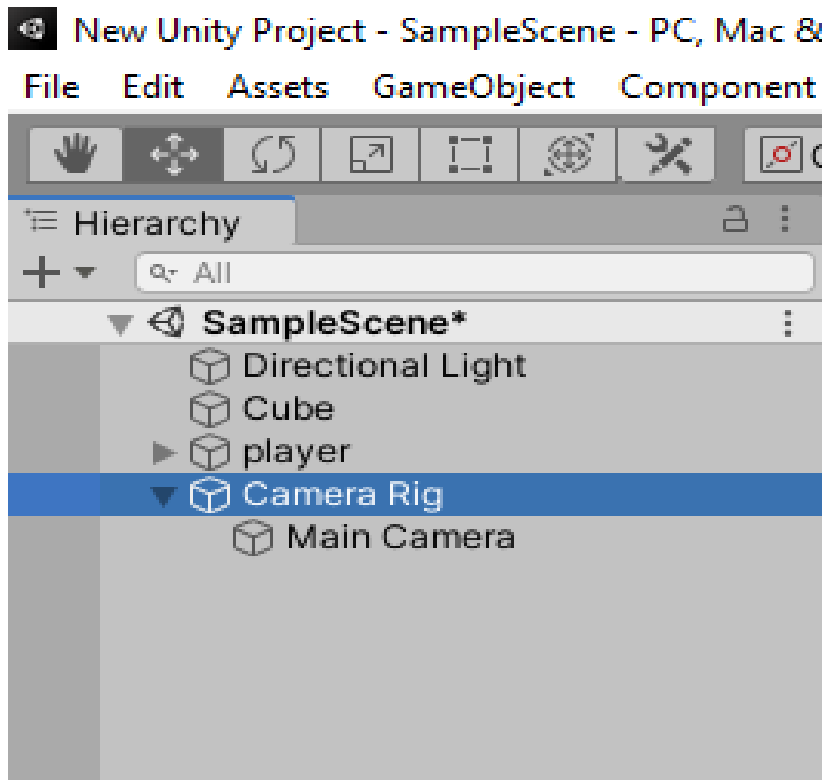 New Unity Project - SampleScene - PC, Mac &
File Edit Assets GameObject Component
Hierarchy
All
SampleScene*
Directional Light
Cube
player
Camera Rig
Main Camera